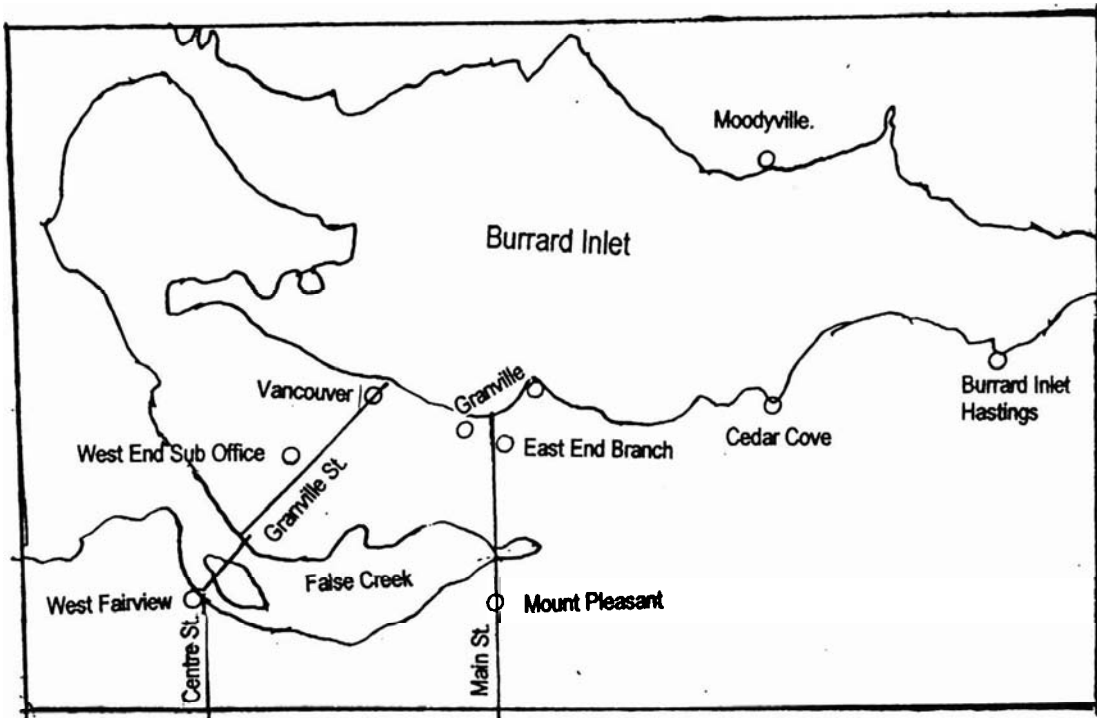 Moodyville.
Burrard Inlet
Vancouver
Granville
Burrard Inlet
Hastings
Cedar Cove
East End Branch
West End Sub Office
Granville St.
False Creek
West Fairview
Mount Pleasant
Centre St.
Main St.